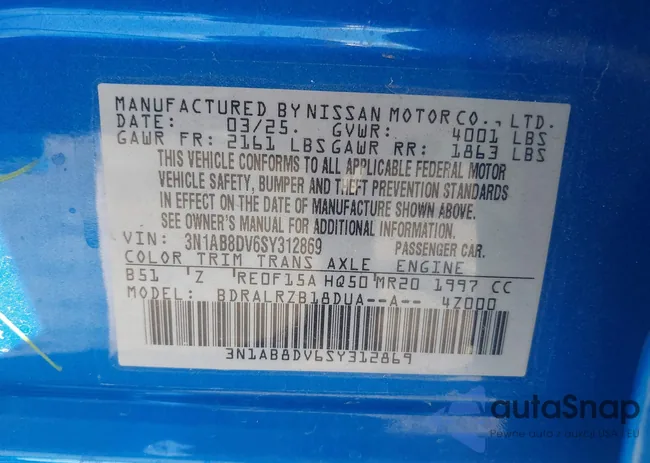 MANUFACTURED BY NISSAN MOTOR CO., LTD.
DATE: 03/25. GVWR: 4001 LBS
GAWR FR: 2161 LBS GAWR RR: 1863 LBS
THIS VEHICLE CONFORMS TO ALL APPLICABLE FEDERAL MOTOR
VEHICLE SAFETY, BUMPER AND THEFT PREVENTION STANDARDS
IN EFFECT ON THE DATE OF MANUFACTURE SHOWN ABOVE.
SEE OWNER'S MANUAL FOR ADDITIONAL INFORMATION.
VIN: 3N1AB8DV6SY312869 PASSENGER CAR.
COLOR TRIM TRANS AXLE ENGINE
B51 Z RE0F15A HQ50 MR20 1997 CC
MODEL: BDRALRZB18DUA--A-- 4Z000
3N1AB8DV6SY312869
autoSnap